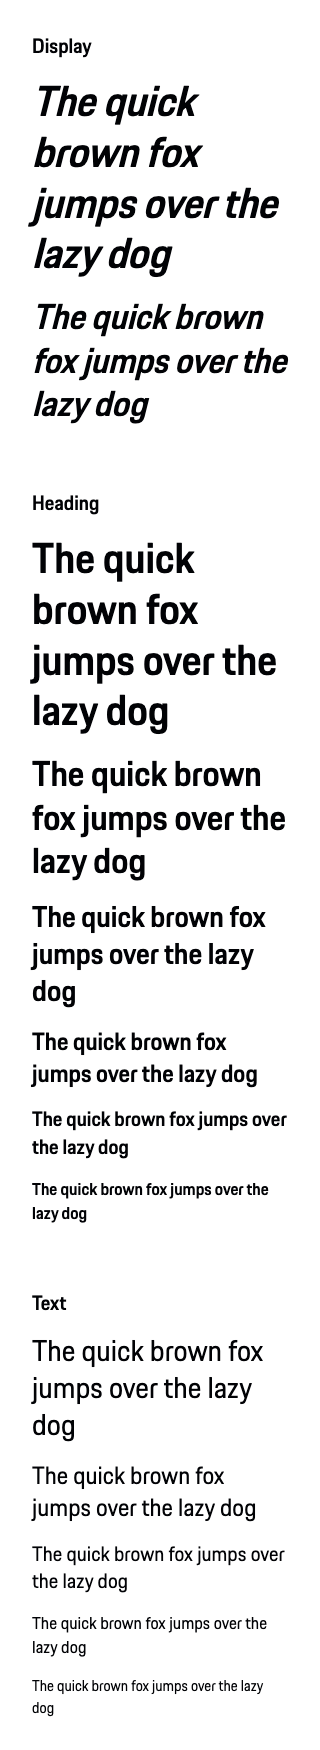 Display
The quick
brown fox
jumps over the
lazy dog
The quick brown
fox jumps over the
lazy dog
Heading
The quick
brown fox
jumps over the
lazy dog
The quick brown
fox jumps over the
lazy dog
The quick brown fox
jumps over the lazy
dog
The quick brown fox
jumps over the lazy dog
The quick brown fox jumps over
the lazy dog
The quick brown fox jumps over the
lazy dog
Text
The quick brown fox
jumps over the lazy
dog
The quick brown fox
jumps over the lazy dog
The quick brown fox jumps over
the lazy dog
The quick brown fox jumps over the
lazy dog
The quick brown fox jumps over the lazy
dog